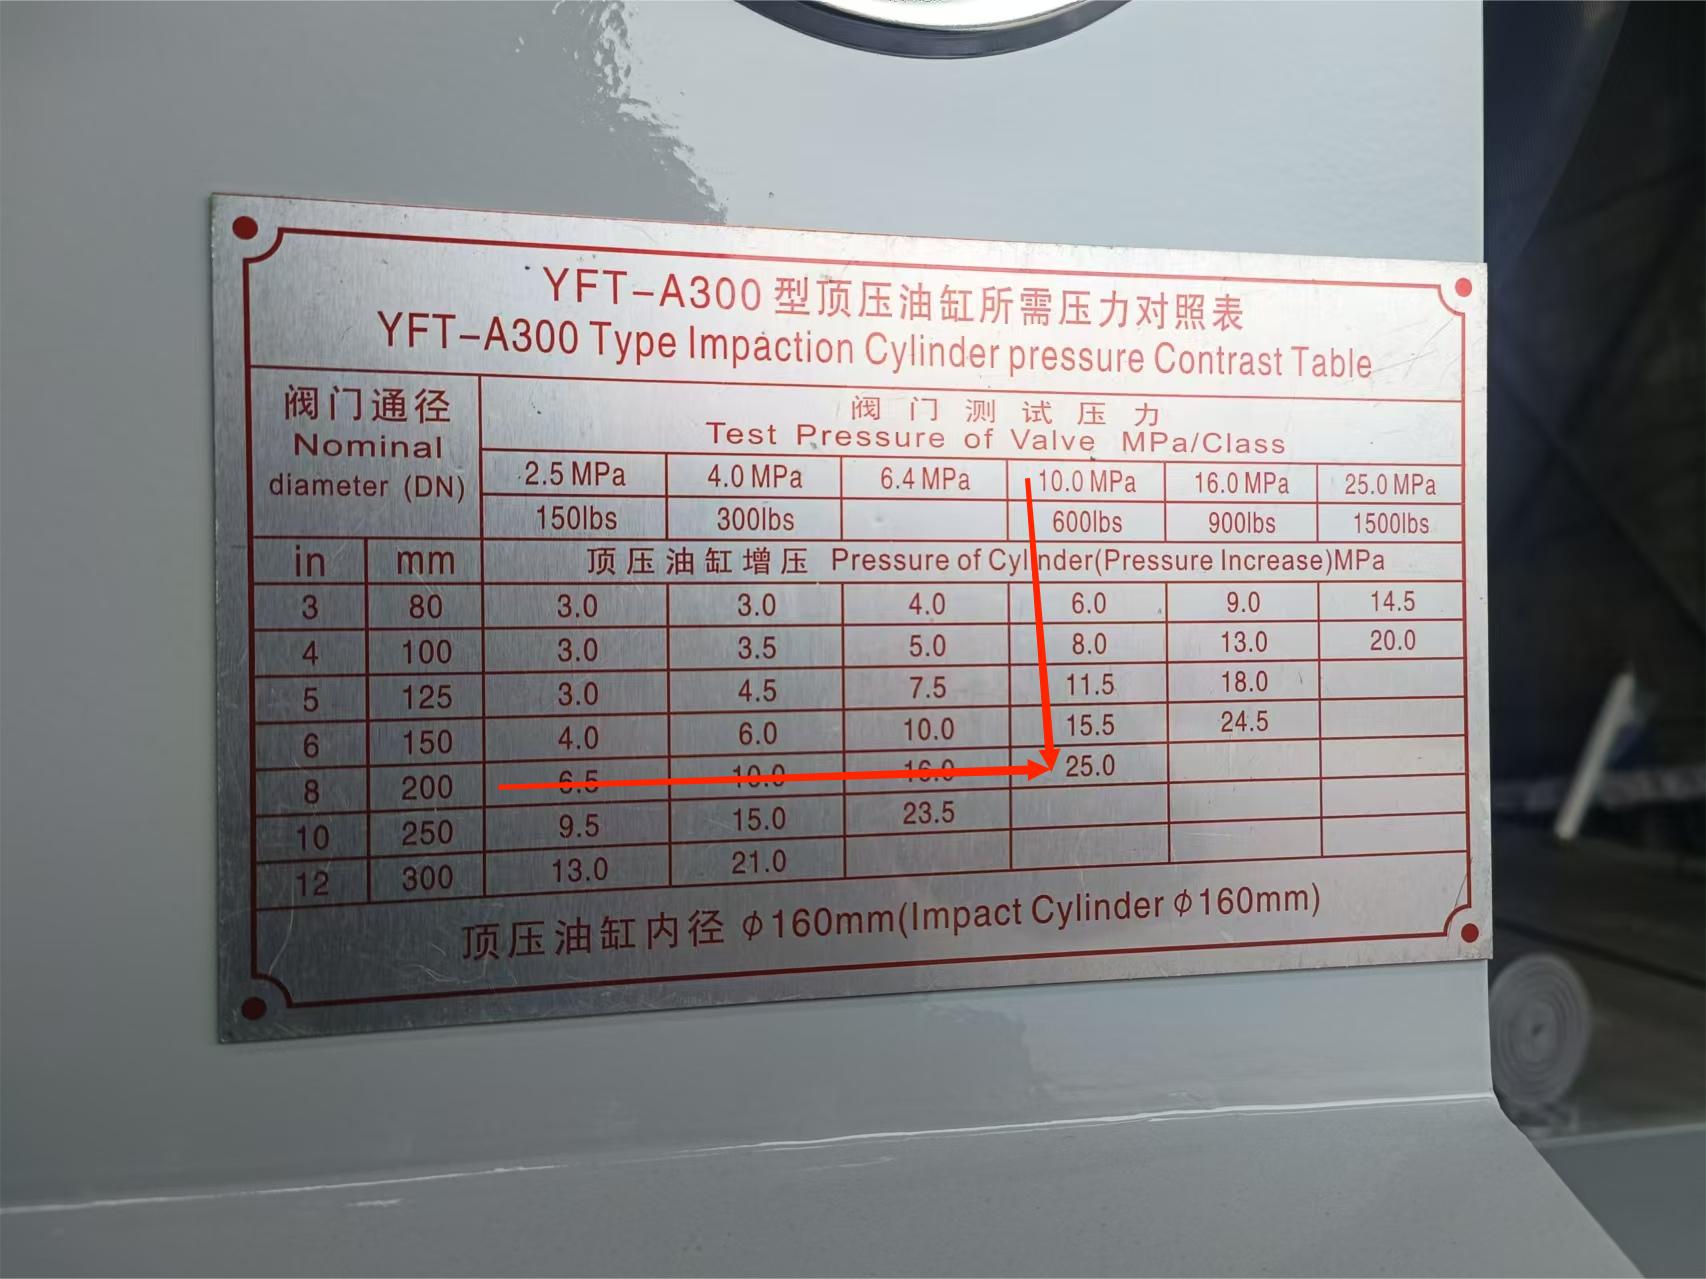 YFT-A300 型顶压油缸所需压力对照表
YFT-A300 Type Impaction Cylinder pressure Contrast Table
阀门通径
Nominal
diameter (DN)
阀门测试压力
Test Pressure of Valve MPa/Class
2.5 MPa 4.0 MPa 6.4 MPa 10.0 MPa 16.0 MPa 25.0 MPa
150lbs 300lbs 600lbs 900lbs 1500lbs
in mm 顶压油缸增压 Pressure of Cylinder(Pressure Increase)MPa
3 80 3.0 3.0 4.0 6.0 9.0 14.5
4 100 3.0 3.5 5.0 8.0 13.0 20.0
5 125 3.0 4.5 7.5 11.5 18.0
6 150 4.0 6.0 10.0 15.5 24.5
8 200 6.5 10.0 16.0 25.0
10 250 9.5 15.0 23.5
12 300 13.0 21.0
顶压油缸内径 ф160mm(Impact Cylinder ф160mm)